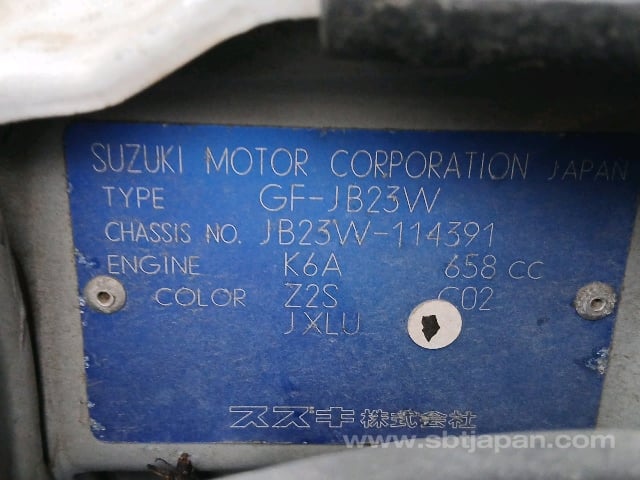 SUZUKI MOTOR CORPORATION JAPAN
TYPE GF-JB23W
CHASSIS NO. JB23W-114391
ENGINE K6A 658 CC
COLOR Z2S C02
JXLU
スズキ株式会社
www.sbtjapan.com